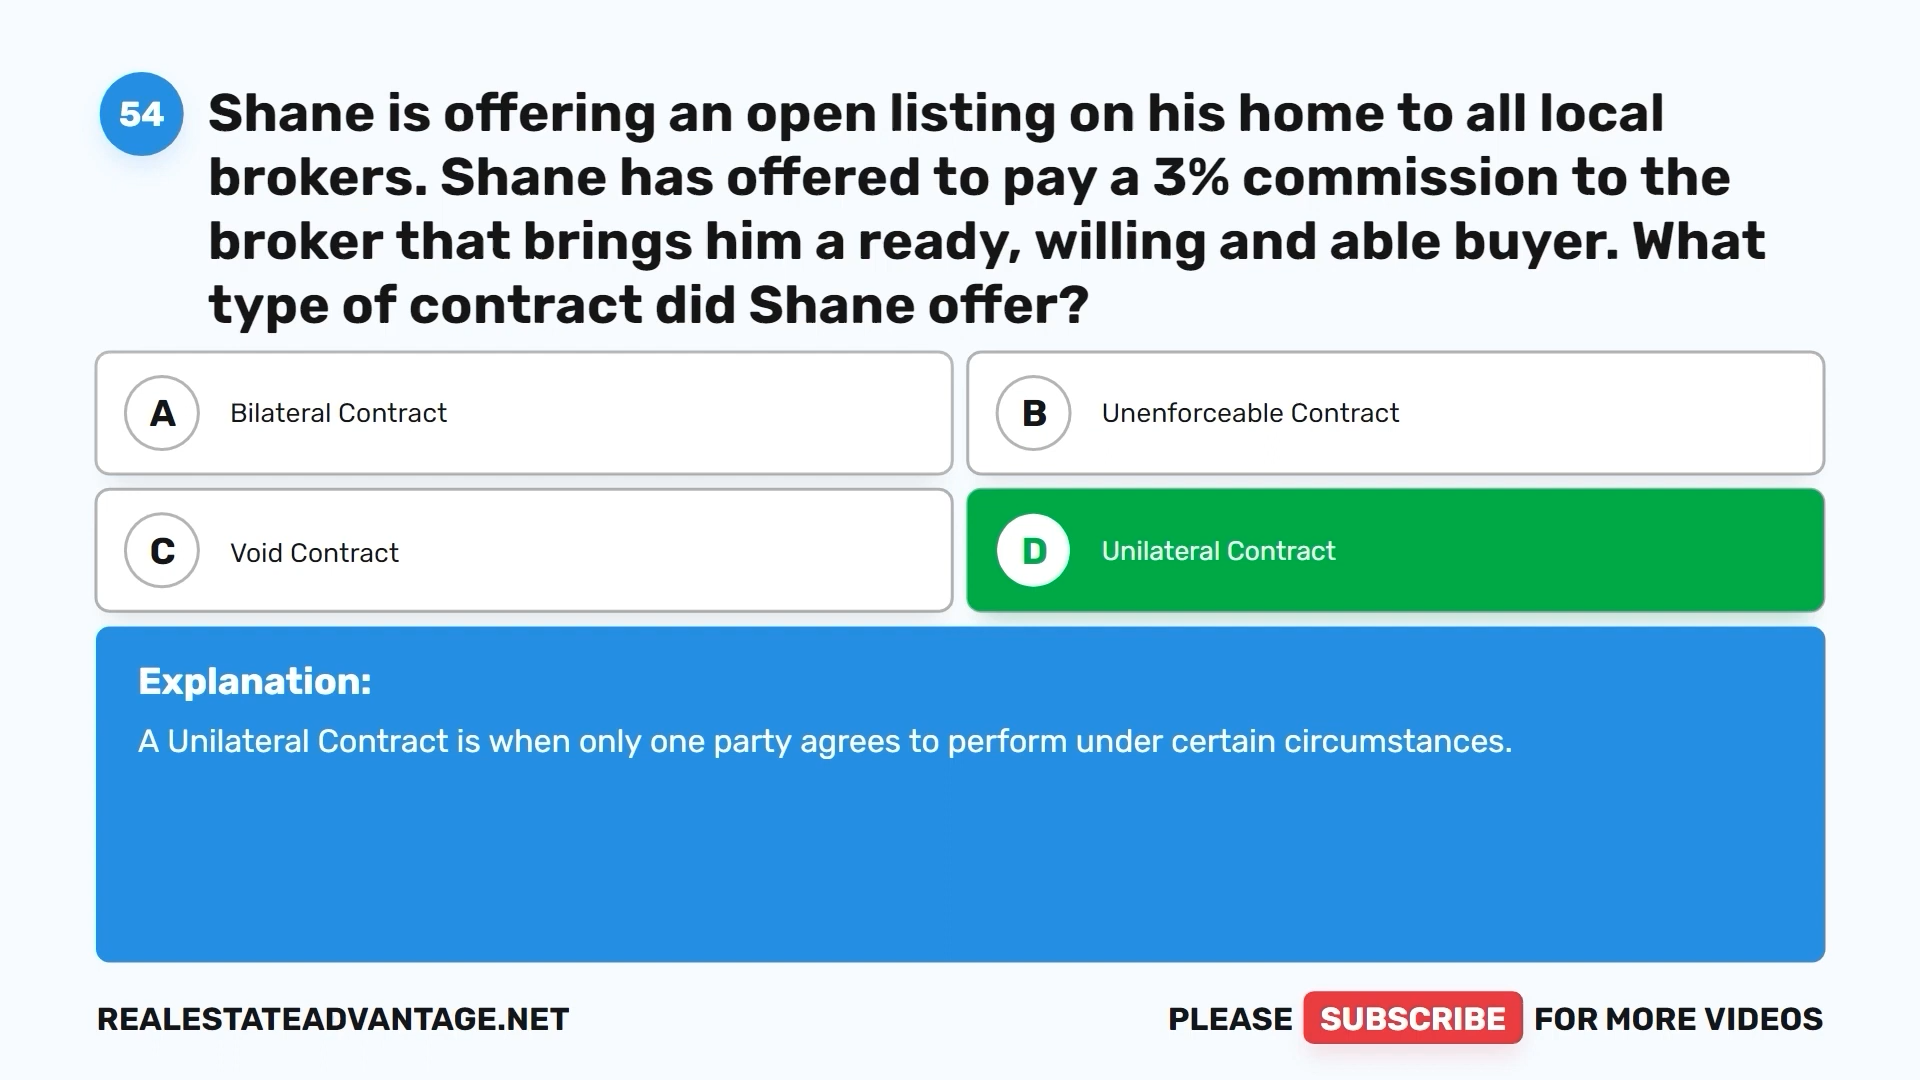 54
Shane is offering an open listing on his home to all local
brokers. Shane has offered to pay a 3% commission to the
broker that brings him a ready, willing and able buyer. What
type of contract did Shane offer?
A Bilateral Contract
B Unenforceable Contract
C Void Contract
D Unilateral Contract
Explanation:
A Unilateral Contract is when only one party agrees to perform under certain circumstances.
REALESTATEADVANTAGE.NET
PLEASE SUBSCRIBE FOR MORE VIDEOS